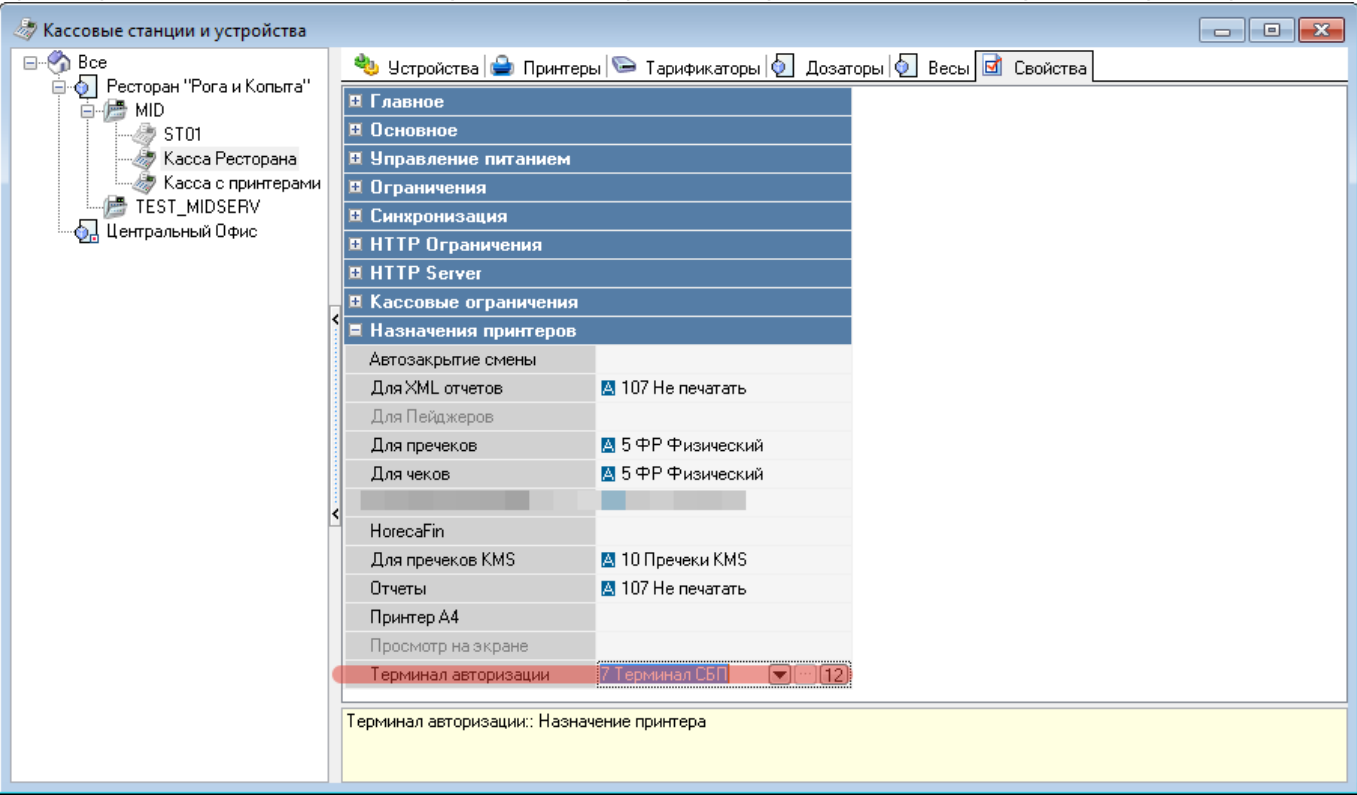 Кассовые станции и устройства
Все
Ресторан "Рога и Копыта"
MID
ST01
Касса Ресторана
Касса с принтерами
TEST_MIDSERV
Центральный Офис
Устройства Принтеры Тарификаторы Дозаторы Весы Свойства
Главное
Основное
Управление питанием
Ограничения
Синхронизация
HTTP Ограничения
HTTP Server
Кассовые ограничения
Назначения принтеров
Автозакрытие смены
Для XML отчетов A 107 Не печатать
Для Пейджеров
Для пречеков A 5 ФР Физический
Для чеков A 5 ФР Физический
HorecaFin
Для пречеков KMS A 10 Пречеки KMS
Отчеты A 107 Не печатать
Принтер A4
Просмотр на экране
Терминал авторизации 7 Терминал СБП ... 12
Терминал авторизации:: Назначение принтера